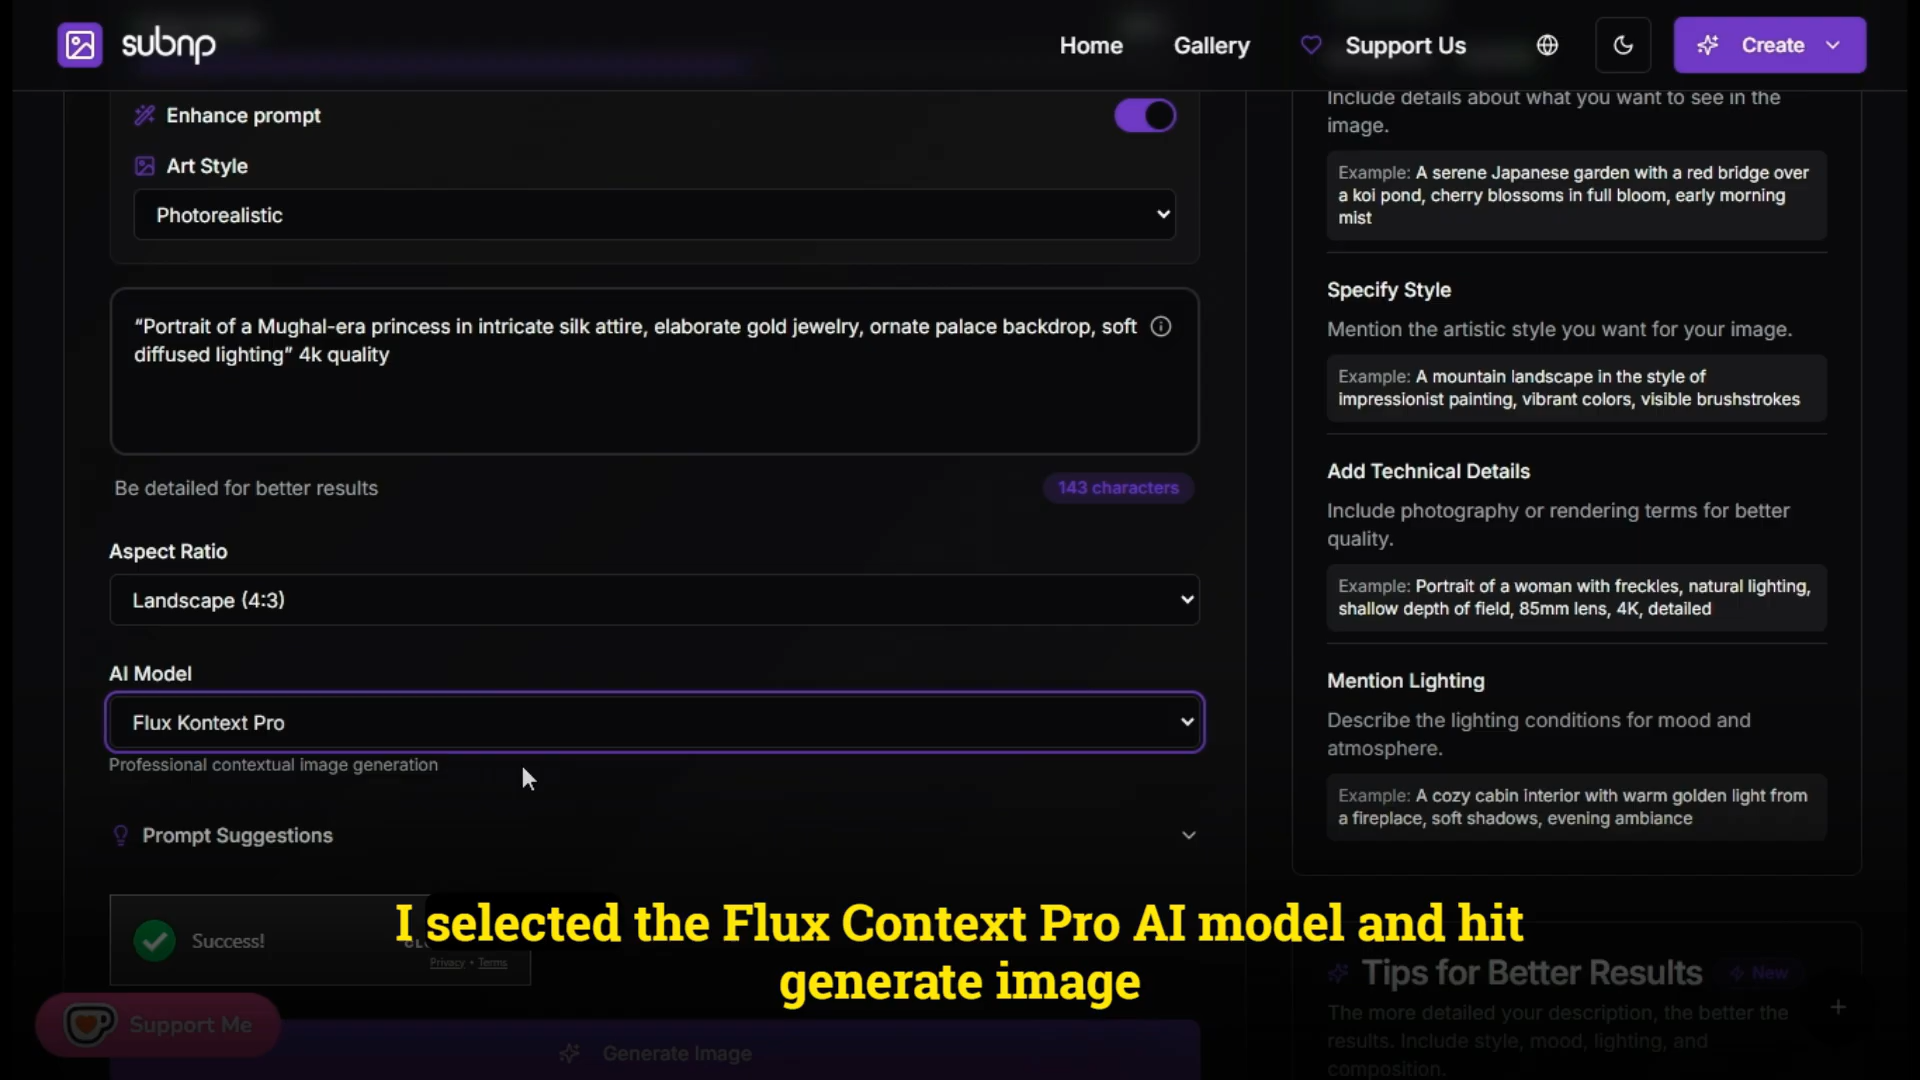 subnp
Home
Gallery
Support Us
Create
Enhance prompt
Art Style
Photorealistic
“Portrait of a Mughal-era princess in intricate silk attire, elaborate gold jewelry, ornate palace backdrop, soft
diffused lighting” 4k quality
Be detailed for better results
143 characters
Aspect Ratio
Landscape (4:3)
AI Model
Flux Kontext Pro
Professional contextual image generation
Prompt Suggestions
Success!
Privacy • Terms
Support Me
Generate Image
Include details about what you want to see in the
image.
Example: A serene Japanese garden with a red bridge over
a koi pond, cherry blossoms in full bloom, early morning
mist
Specify Style
Mention the artistic style you want for your image.
Example: A mountain landscape in the style of
impressionist painting, vibrant colors, visible brushstrokes
Add Technical Details
Include photography or rendering terms for better
quality.
Example: Portrait of a woman with freckles, natural lighting,
shallow depth of field, 85mm lens, 4K, detailed
Mention Lighting
Describe the lighting conditions for mood and
atmosphere.
Example: A cozy cabin interior with warm golden light from
a fireplace, soft shadows, evening ambiance
Tips for Better Results
New
The more detailed your description, the better the
results. Include style, mood, lighting, and
composition.
I selected the Flux Context Pro AI model and hit
generate image